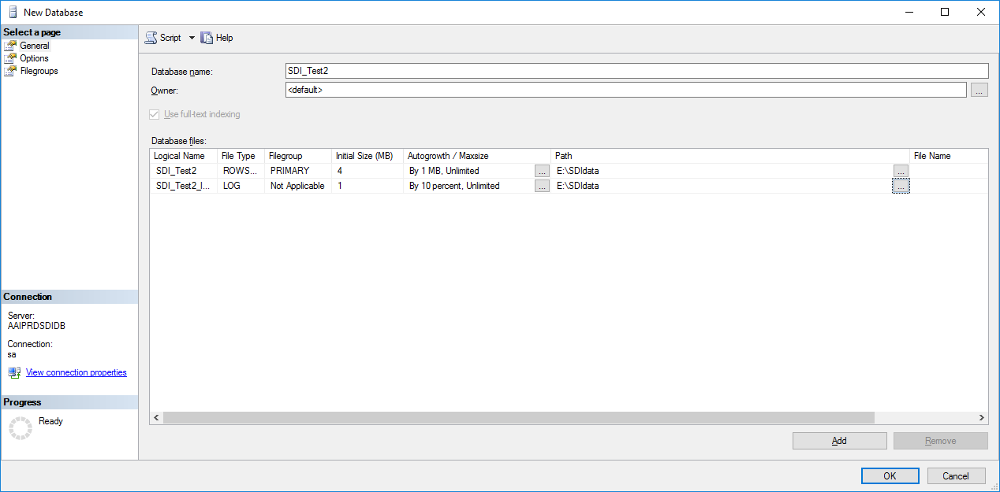 New Database
Select a page
General
Options
Filegroups
Script
Help
Database name:
SDI_Test2
Owner:
<default>
...
Use full-text indexing
Database files:
Logical Name File Type Filegroup Initial Size (MB) Autogrowth / Maxsize Path File Name
SDI_Test2 ROWS... PRIMARY 4 By 1 MB, Unlimited ... E:\SDIdata ...
SDI_Test2_l... LOG Not Applicable 1 By 10 percent, Unlimited ... E:\SDIdata ...
Connection
Server:
AAIPRDSDIDB
Connection:
sa
View connection properties
Progress
Ready
Add
Remove
OK
Cancel